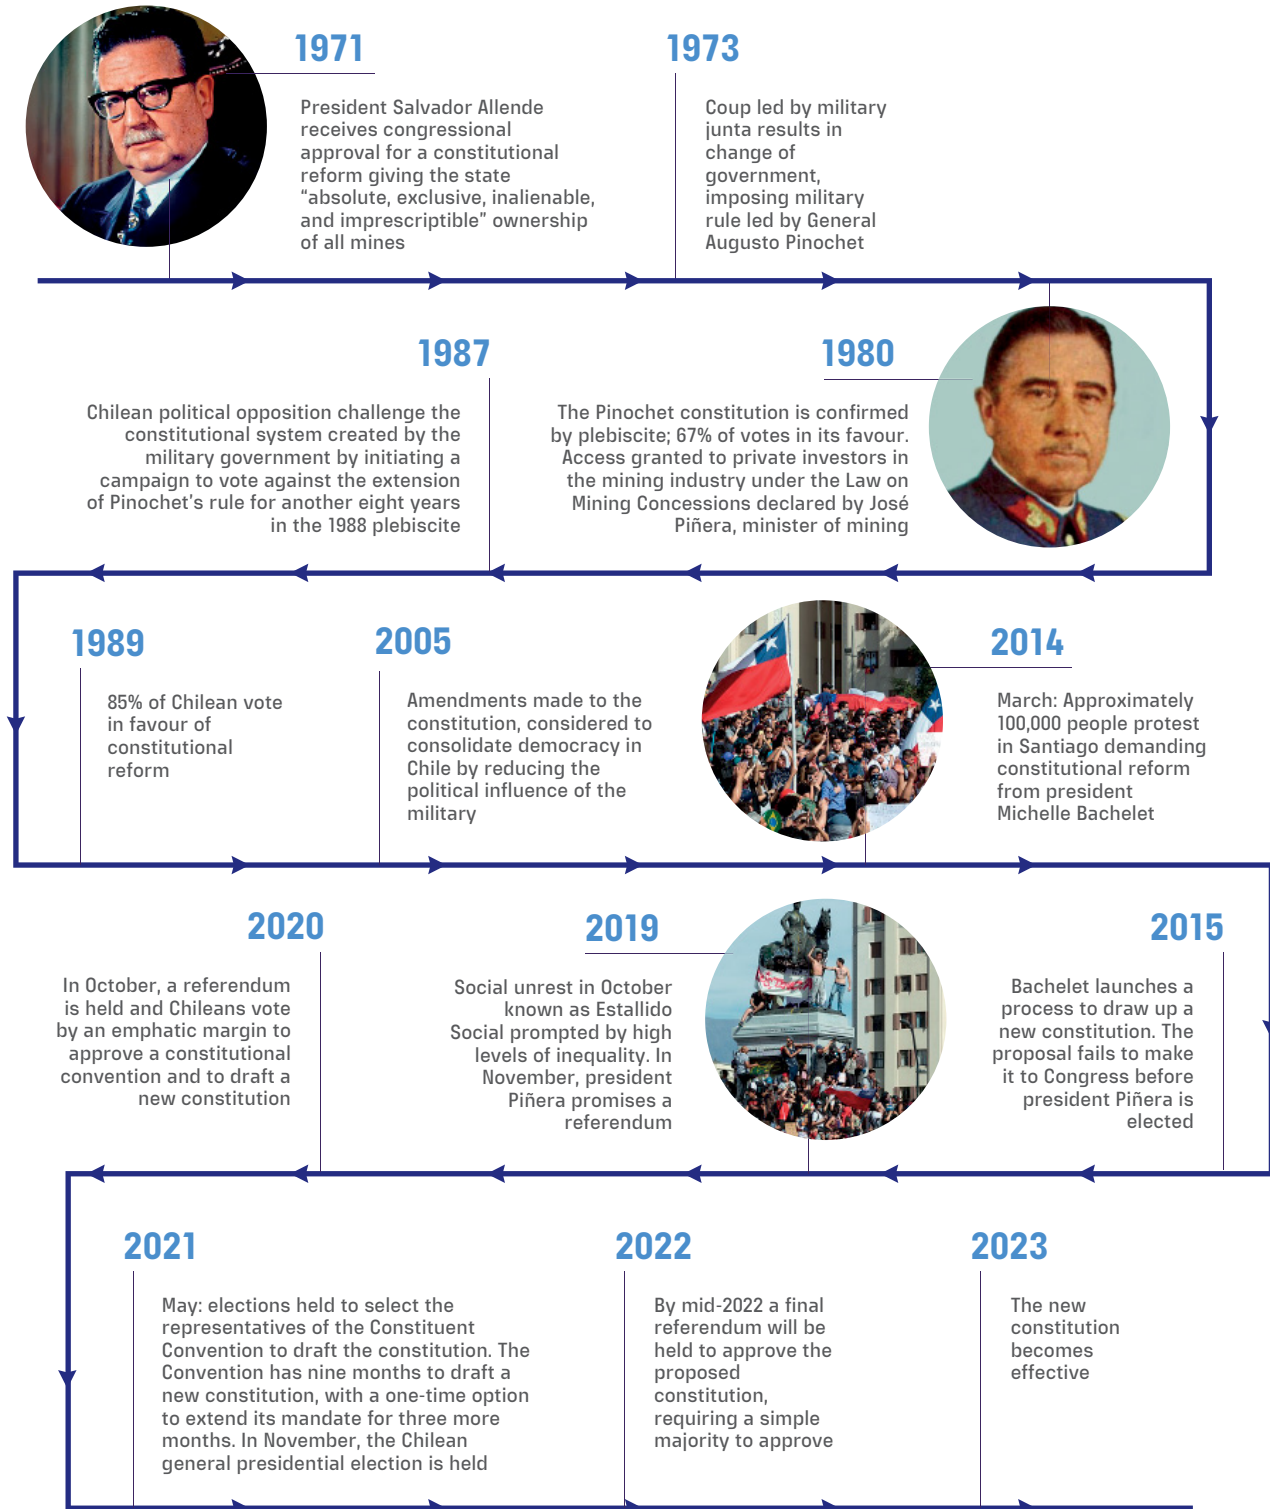 1971
President Salvador Allende
receives congressional
approval for a constitutional
reform giving the state
“absolute, exclusive, inalienable,
and imprescriptible” ownership
of all mines
1973
Coup led by military
junta results in
change of
government,
imposing military
rule led by General
Augusto Pinochet
1980
The Pinochet constitution is confirmed
by plebiscite; 67% of votes in its favour.
Access granted to private investors in
the mining industry under the Law on
Mining Concessions declared by José
Piñera, minister of mining
1987
Chilean political opposition challenge the
constitutional system created by the
military government by initiating a
campaign to vote against the extension
of Pinochet’s rule for another eight years
in the 1988 plebiscite
1989
85% of Chilean vote
in favour of
constitutional
reform
2005
Amendments made to the
constitution, considered to
consolidate democracy in
Chile by reducing the
political influence of the
military
2014
March: Approximately
100,000 people protest
in Santiago demanding
constitutional reform
from president
Michelle Bachelet
2015
Bachelet launches a
process to draw up a
new constitution. The
proposal fails to make
it to Congress before
president Piñera is
elected
2019
Social unrest in October
known as Estallido
Social prompted by high
levels of inequality. In
November, president
Piñera promises a
referendum
2020
In October, a referendum
is held and Chileans vote
by an emphatic margin to
approve a constitutional
convention and to draft a
new constitution
2021
May: elections held to select the
representatives of the Constituent
Convention to draft the constitution. The
Convention has nine months to draft a
new constitution, with a one-time option
to extend its mandate for three more
months. In November, the Chilean
general presidential election is held
2022
By mid-2022 a final
referendum will be
held to approve the
proposed
constitution,
requiring a simple
majority to approve
2023
The new
constitution
becomes
effective